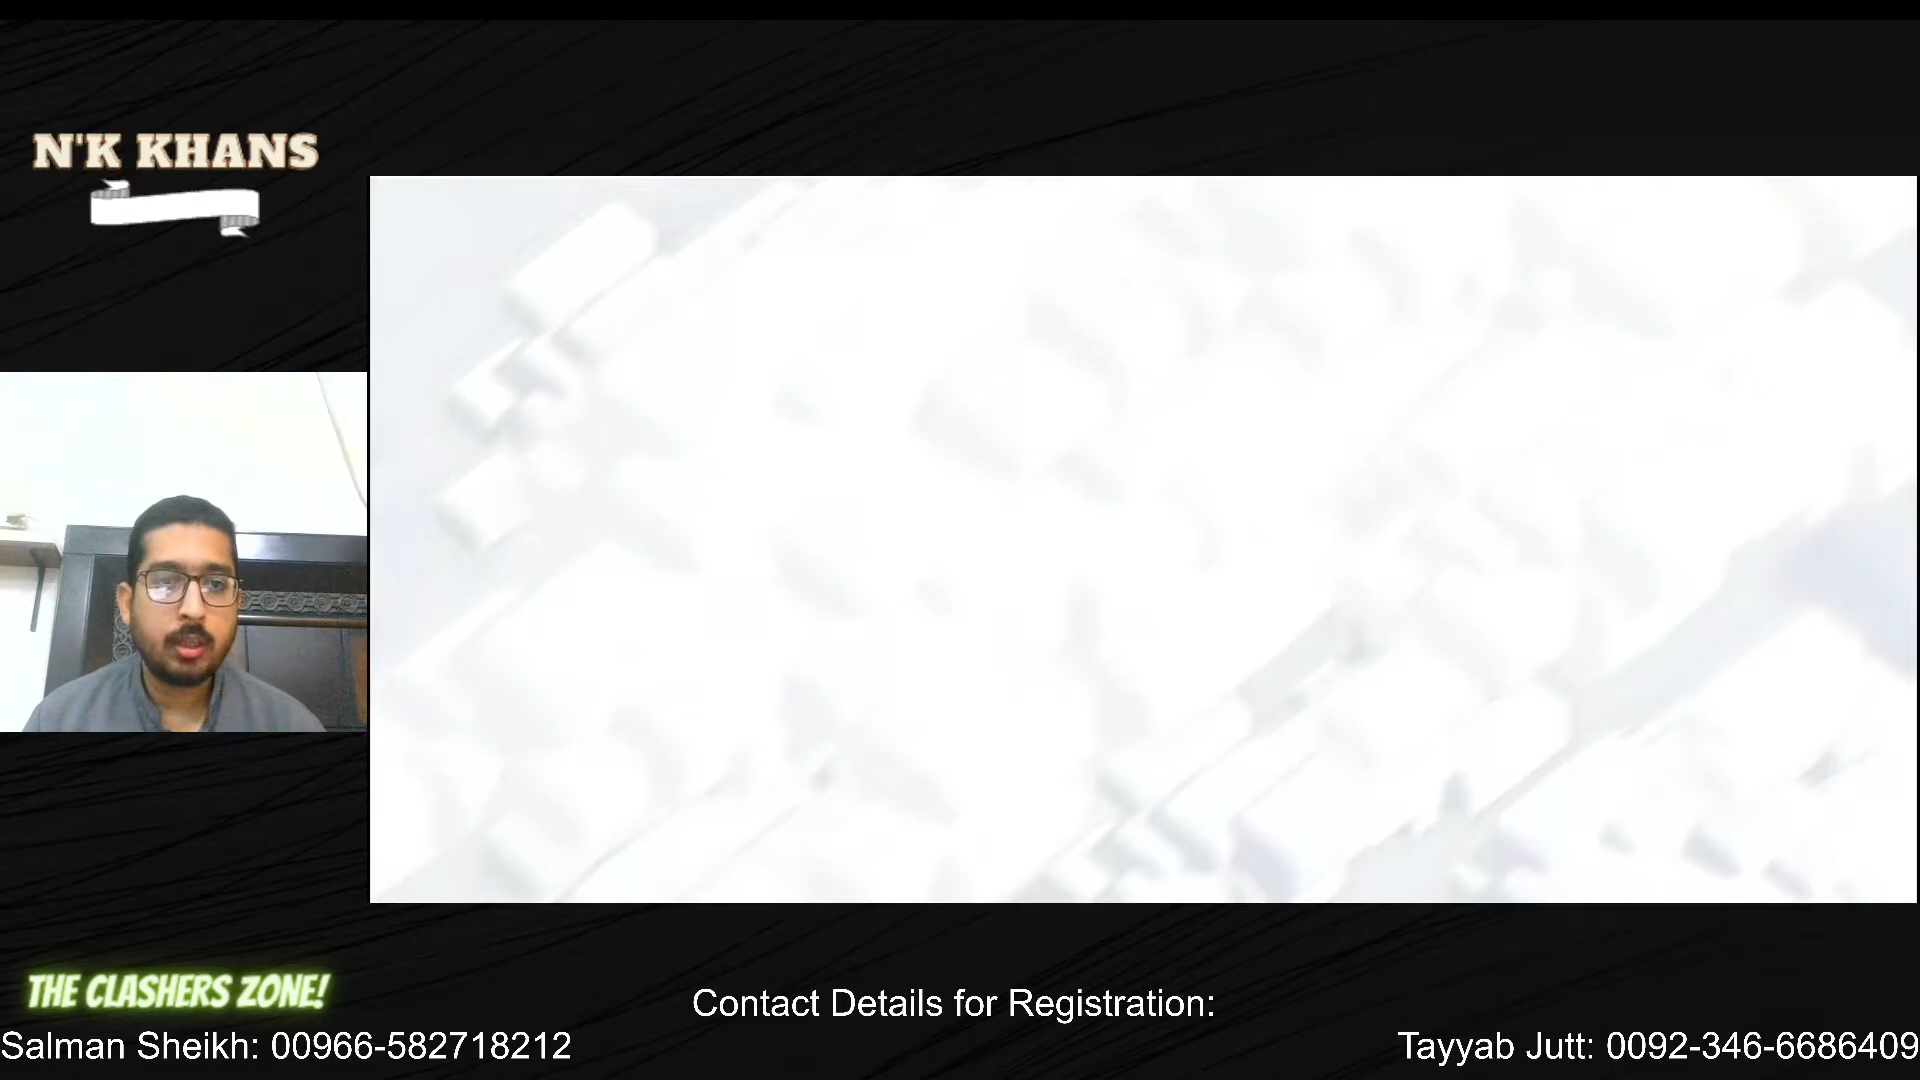 N'K KHANS
THE CLASHERS ZONE!
Contact Details for Registration:
Salman Sheikh: 00966-582718212
Tayyab Jutt: 0092-346-6686409